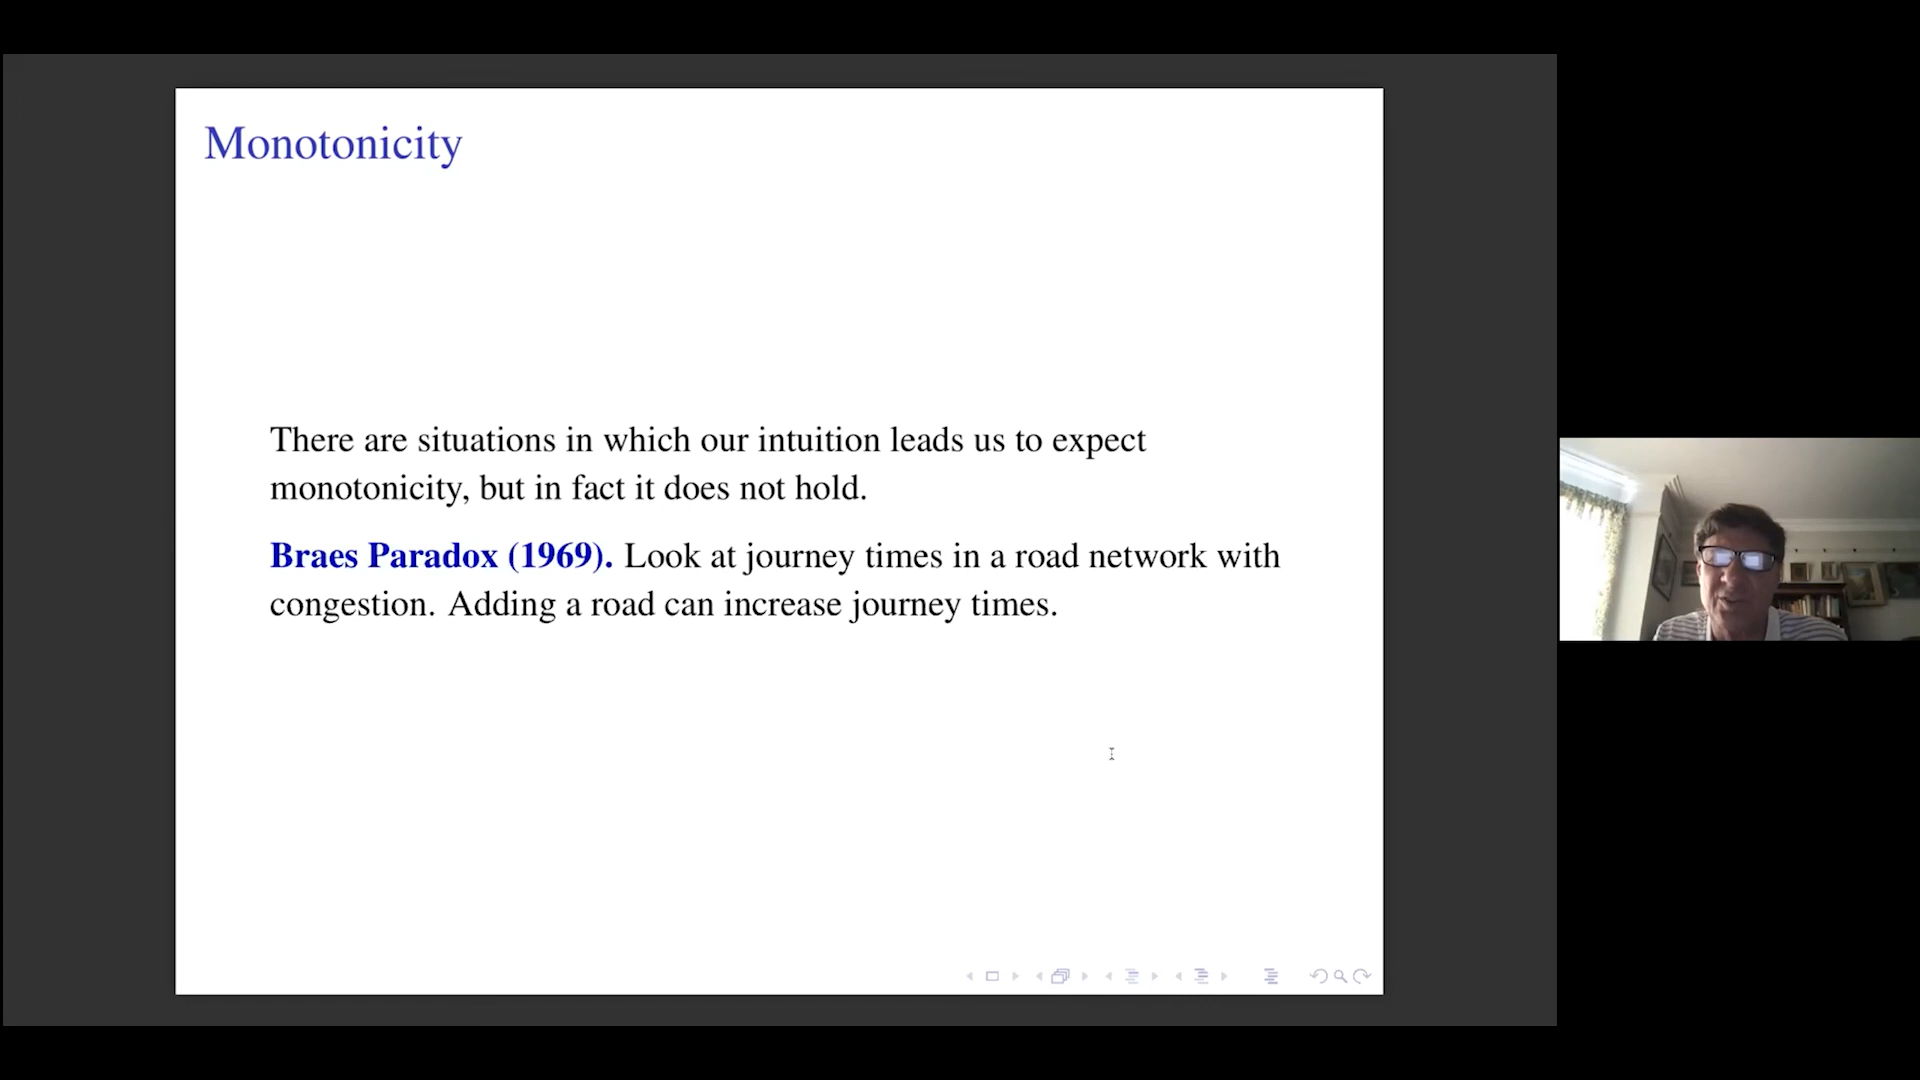 Monotonicity
There are situations in which our intuition leads us to expect
monotonicity, but in fact it does not hold.
Braes Paradox (1969). Look at journey times in a road network with
congestion. Adding a road can increase journey times.